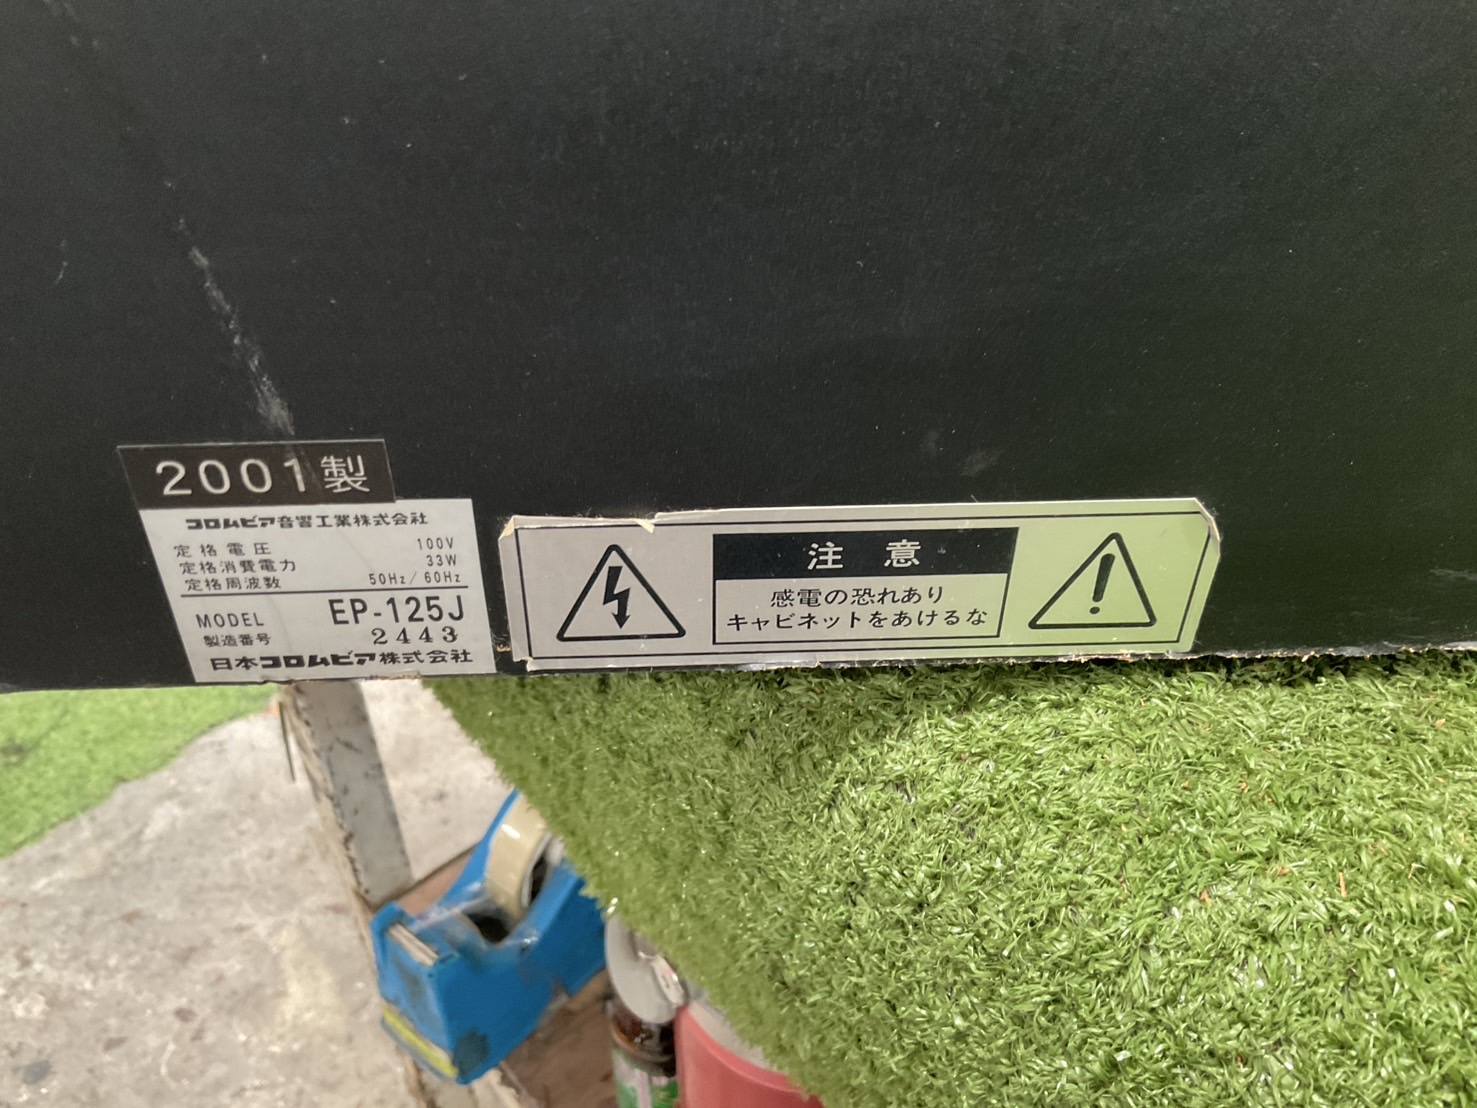 2001製
コロムビア音響工業株式会社
定格電圧 100V
定格消費電力 33W
定格周波数 50Hz/60Hz
MODEL EP-125J
製造番号 2443
日本コロムビア株式会社
注意
感電の恐れあり
キャビネットをあけるな